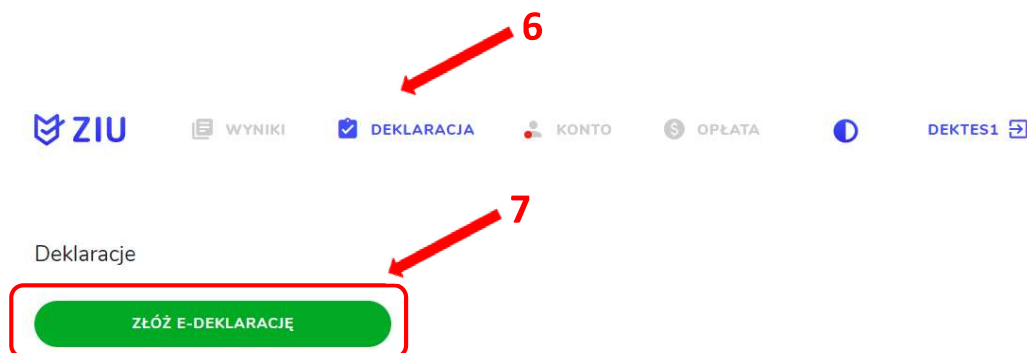 6
ZIU WYNIKI DEKLARACJA KONTO OPŁATA DEKTES1
7
Deklaracje
ZŁÓŻ E-DEKLARACJĘ